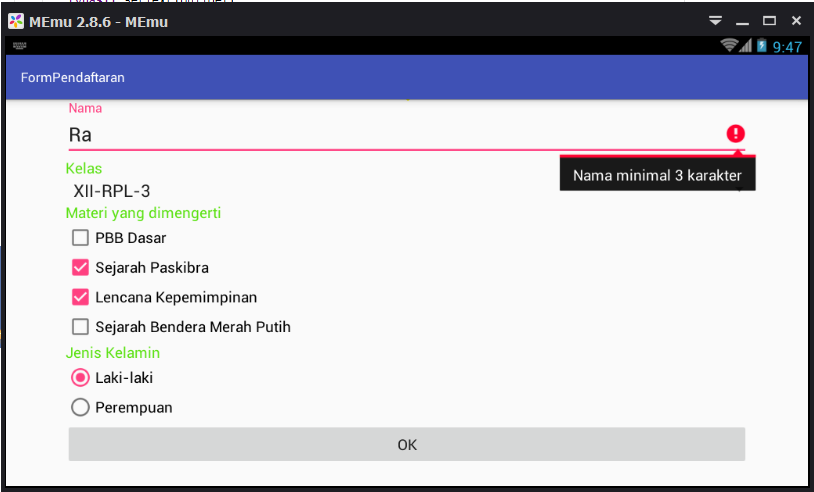 MEmu 2.8.6 - MEmu
9:47
FormPendaftaran
Nama
Ra
Nama minimal 3 karakter
Kelas
XII-RPL-3
Materi yang dimengerti
PBB Dasar
Sejarah Paskibra
Lencana Kepemimpinan
Sejarah Bendera Merah Putih
Jenis Kelamin
Laki-laki
Perempuan
OK